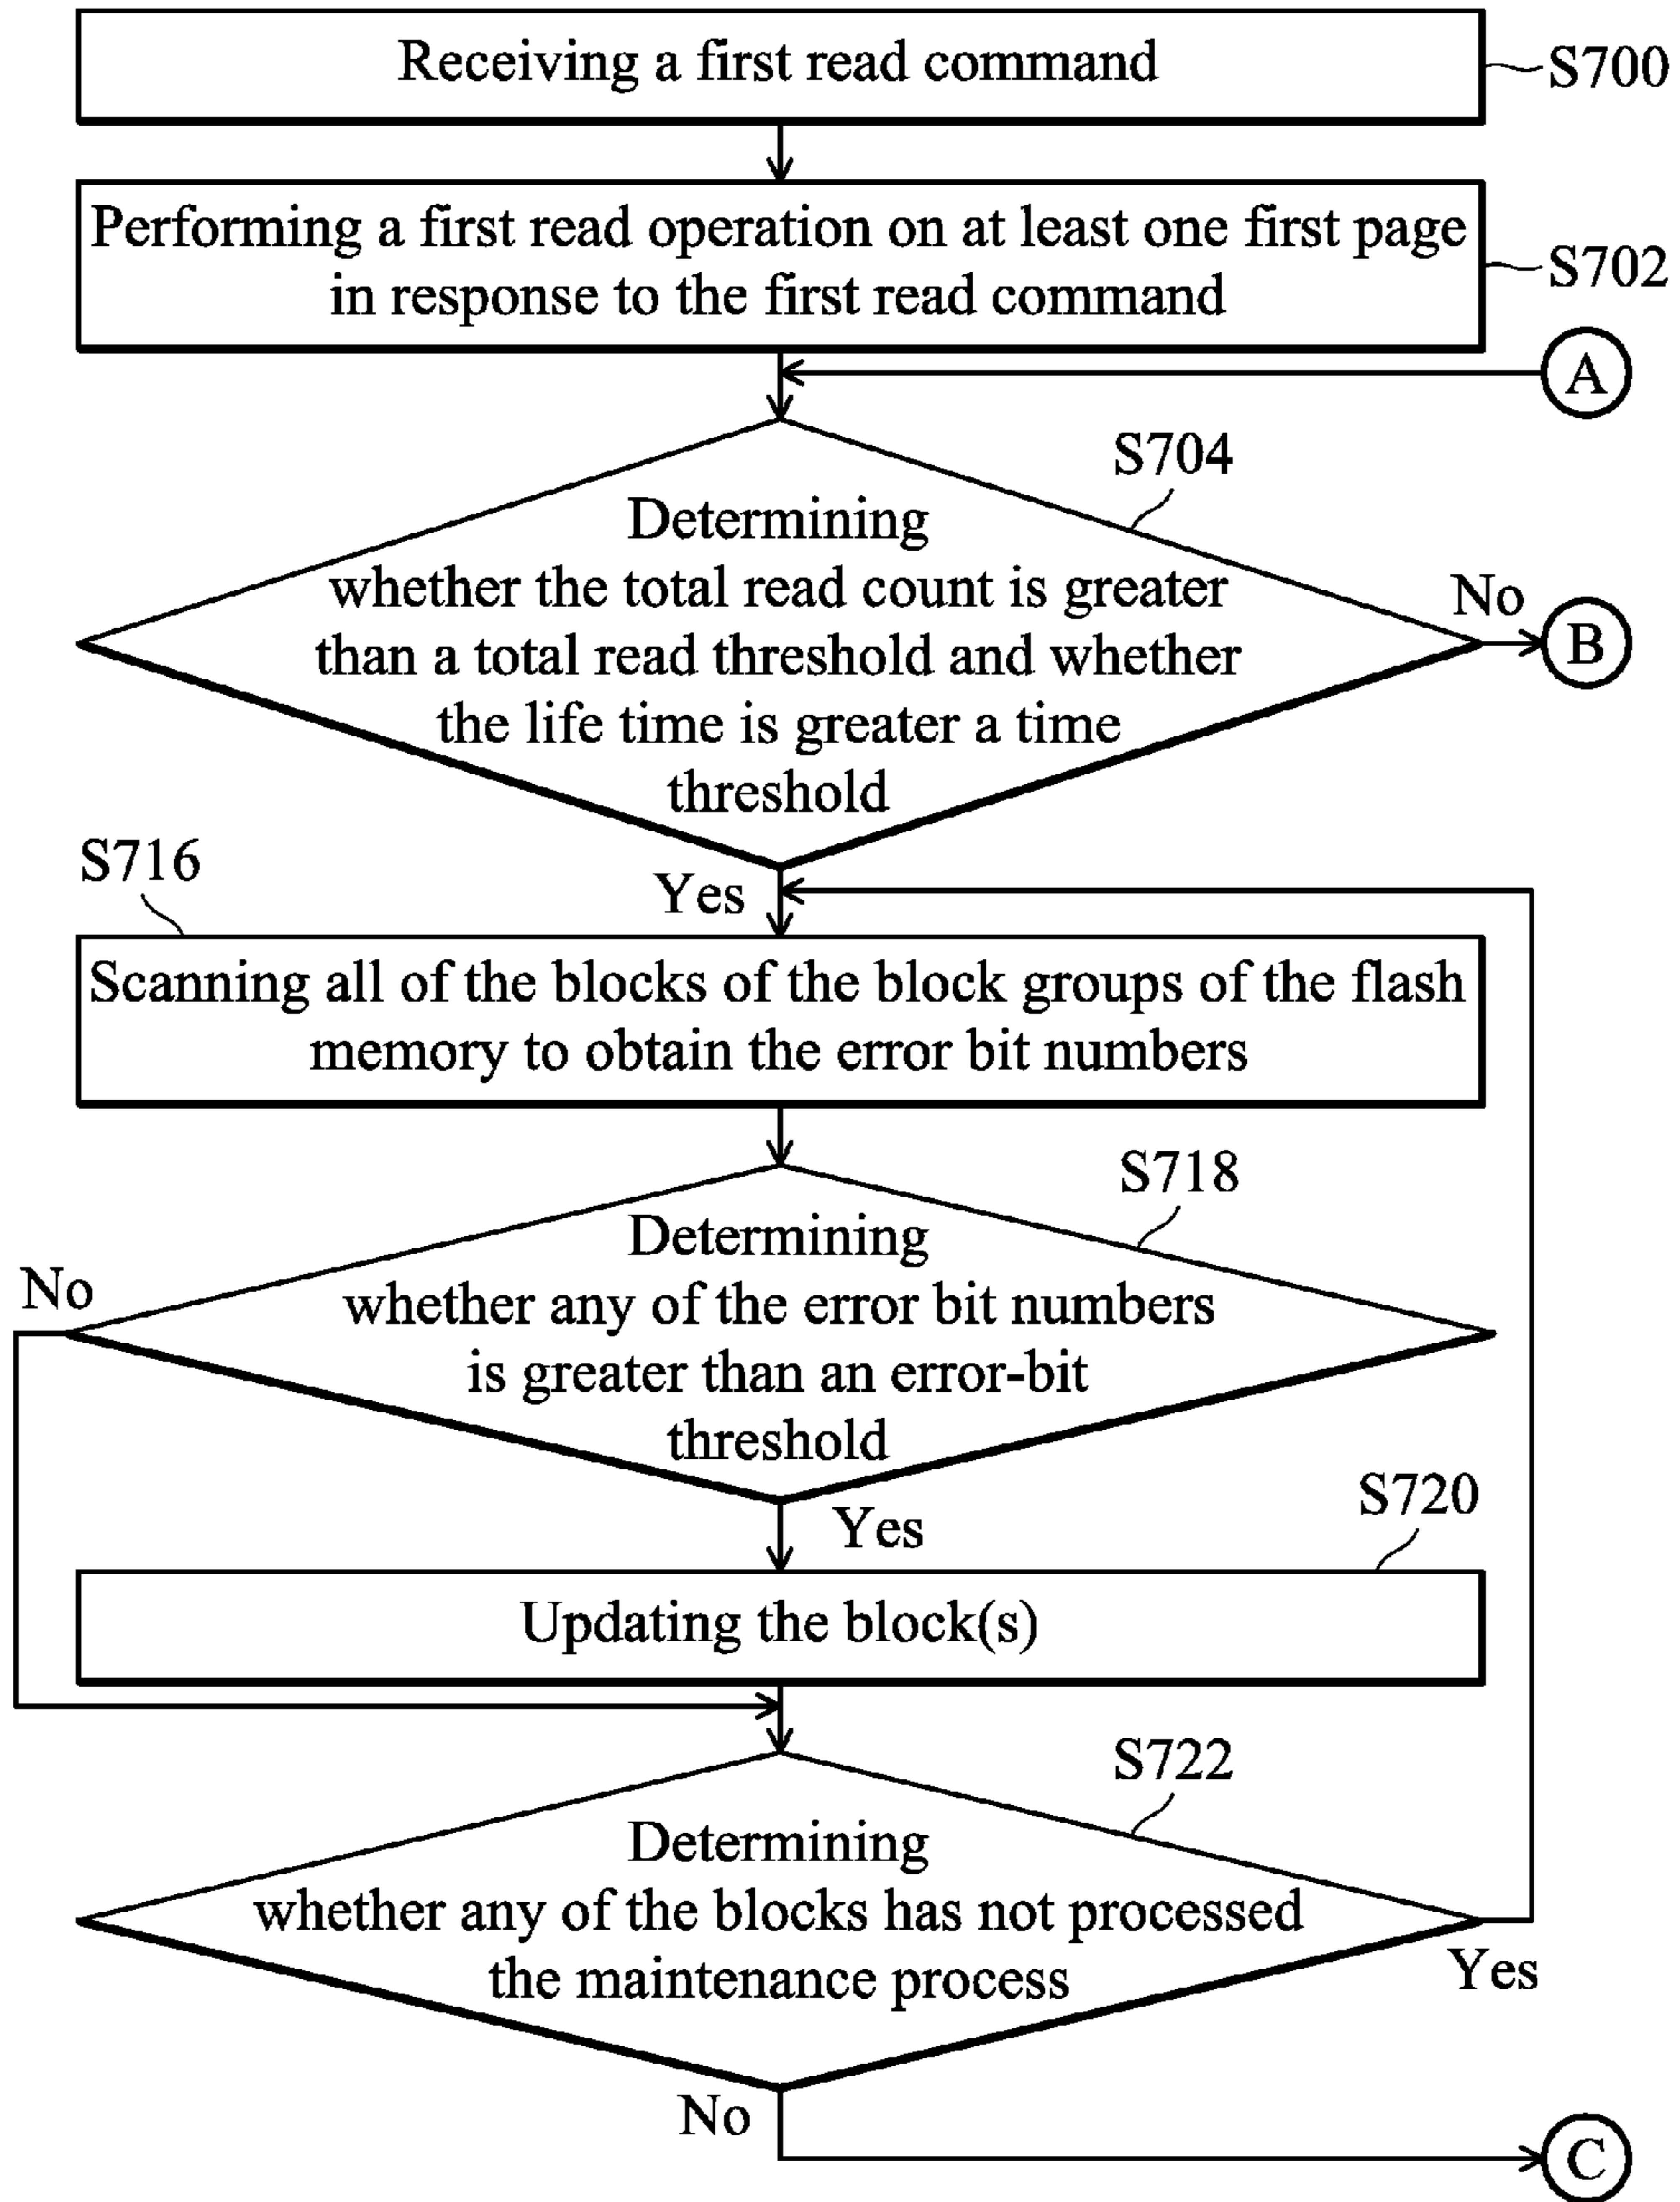 Receiving a first read command
S700
Performing a first read operation on at least one first page
in response to the first read command
S702
A
S704
Determining
whether the total read count is greater
than a total read threshold and whether
the life time is greater a time
threshold
No
B
S716
Yes
Scanning all of the blocks of the block groups of the flash
memory to obtain the error bit numbers
S718
Determining
whether any of the error bit numbers
is greater than an error-bit
threshold
No
Yes
S720
Updating the block(s)
S722
Determining
whether any of the blocks has not processed
the maintenance process
Yes
No
C